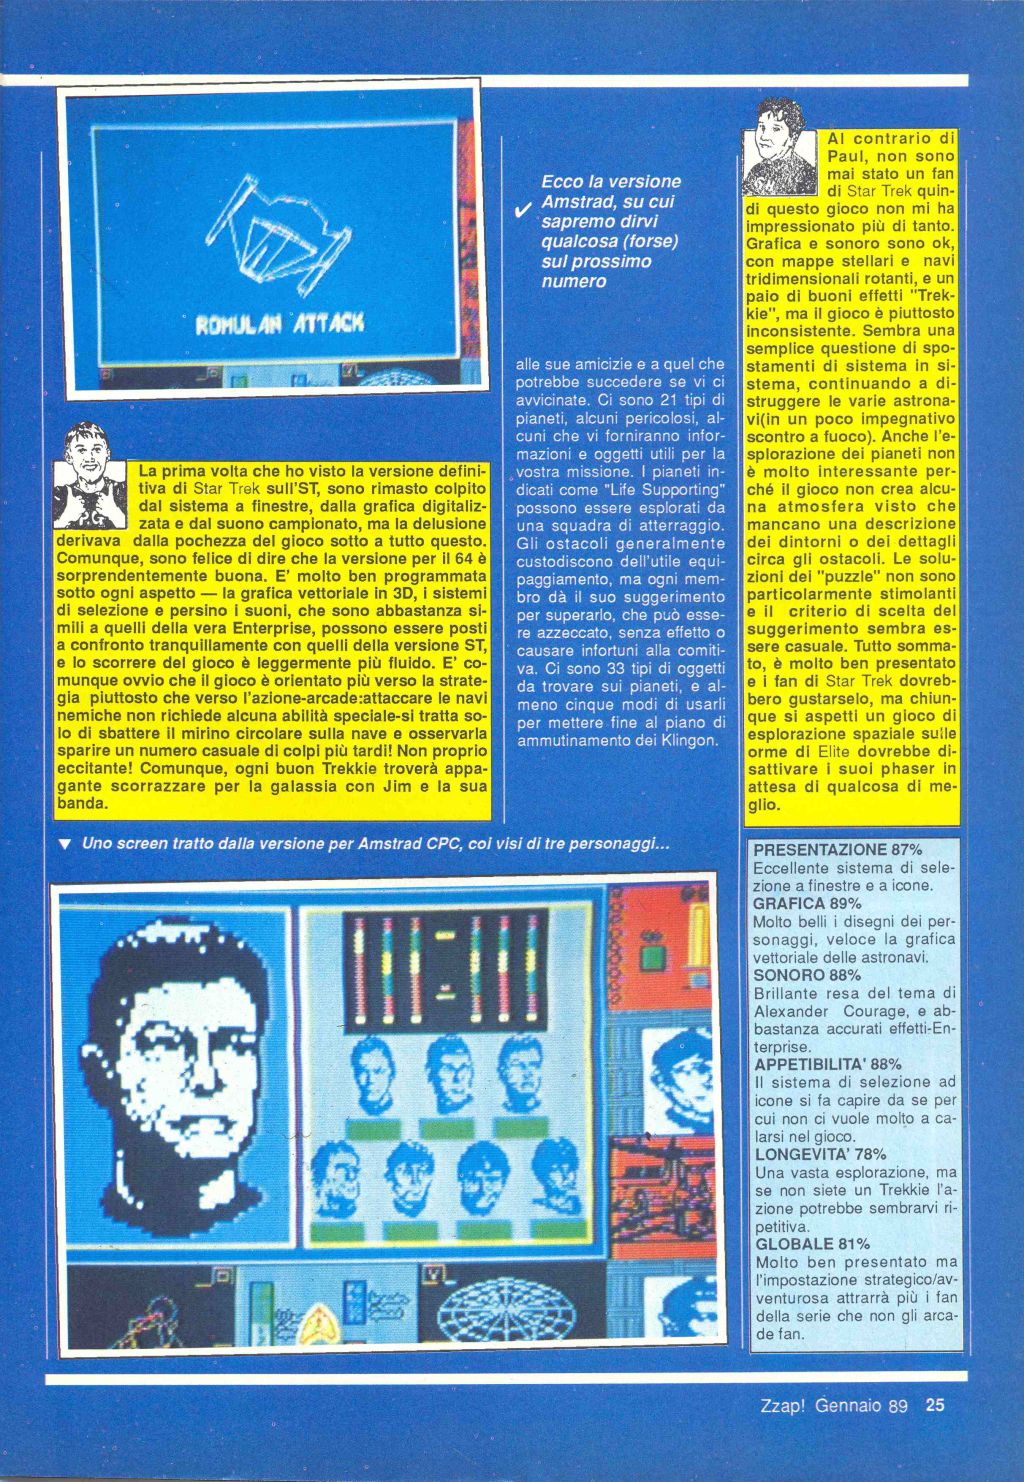 ROMULAN ATTACK
Ecco la versione
Amstrad, su cui
sapremo dirvi
qualcosa (forse)
sul prossimo
numero
P.G
La prima volta che ho visto la versione defini-
tiva di Star Trek sull'ST, sono rimasto colpito
dal sistema a finestre, dalla grafica digitaliz-
zata e dal suono campionato, ma la delusione
derivava dalla pochezza del gioco sotto a tutto questo.
Comunque, sono felice di dire che la versione per il 64 è
sorprendentemente buona. E' molto ben programmata
sotto ogni aspetto — la grafica vettoriale in 3D, i sistemi
di selezione e persino i suoni, che sono abbastanza si-
mili a quelli della vera Enterprise, possono essere posti
a confronto tranquillamente con quelli della versione ST,
e lo scorrere del gioco è leggermente più fluido. E' co-
munque ovvio che il gioco è orientato più verso la strate-
gia piuttosto che verso l'azione-arcade:attaccare le navi
nemiche non richiede alcuna abilità speciale-si tratta so-
lo di sbattere il mirino circolare sulla nave e osservarla
sparire un numero casuale di colpi più tardi! Non proprio
eccitante! Comunque, ogni buon Trekkie troverà appa-
gante scorrazzare per la galassia con Jim e la sua
banda.
alle sue amicizie e a quel che
potrebbe succedere se vi ci
avvicinate. Ci sono 21 tipi di
pianeti, alcuni pericolosi, al-
cuni che vi forniranno infor-
mazioni e oggetti utili per la
vostra missione. I pianeti in-
dicati come "Life Supporting"
possono essere esplorati da
una squadra di atterraggio.
Gli ostacoli generalmente
custodiscono dell'utile equi-
paggiamento, ma ogni mem-
bro dà il suo suggerimento
per superarlo, che può esse-
re azzeccato, senza effetto o
causare infortuni alla comiti-
va. Ci sono 33 tipi di oggetti
da trovare sui pianeti, e al-
meno cinque modi di usarli
per mettere fine al piano di
ammutinamento dei Klingon.
Al contrario di
Paul, non sono
mai stato un fan
di Star Trek quin-
di questo gioco non mi ha
impressionato più di tanto.
Grafica e sonoro sono ok,
con mappe stellari e navi
tridimensionali rotanti, e un
paio di buoni effetti "Trek-
kie", ma il gioco è piuttosto
inconsistente. Sembra una
semplice questione di spo-
stamenti di sistema in si-
stema, continuando a di-
struggere le varie astrona-
vi(in un poco impegnativo
scontro a fuoco). Anche l'e-
splorazione dei pianeti non
è molto interessante per-
ché il gioco non crea alcu-
na atmosfera visto che
mancano una descrizione
dei dintorni o dei dettagli
circa gli ostacoli. Le solu-
zioni dei "puzzle" non sono
particolarmente stimolanti
e il criterio di scelta del
suggerimento sembra es-
sere casuale. Tutto somma-
to, è molto ben presentato
e i fan di Star Trek dovreb-
bero gustarselo, ma chiun-
que si aspetti un gioco di
esplorazione spaziale sulle
orme di Elite dovrebbe di-
sattivare i suoi phaser in
attesa di qualcosa di me-
glio.
Uno screen tratto dalla versione per Amstrad CPC, coi visi di tre personaggi...
PRESENTAZIONE 87%
Eccellente sistema di sele-
zione a finestre e a icone.
GRAFICA 89%
Molto belli i disegni dei per-
sonaggi, veloce la grafica
vettoriale delle astronavi.
SONORO 88%
Brillante resa del tema di
Alexander Courage, e ab-
bastanza accurati effetti-En-
terprise.
APPETIBILITA' 88%
Il sistema di selezione ad
icone si fa capire da se per
cui non ci vuole molto a ca-
larsi nel gioco.
LONGEVITA' 78%
Una vasta esplorazione, ma
se non siete un Trekkie l'a-
zione potrebbe sembrarvi ri-
petitiva.
GLOBALE 81%
Molto ben presentato ma
l'impostazione strategico/av-
venturosa attrarrà più i fan
della serie che non gli arca-
de fan.
Zzap! Gennaio 89 25